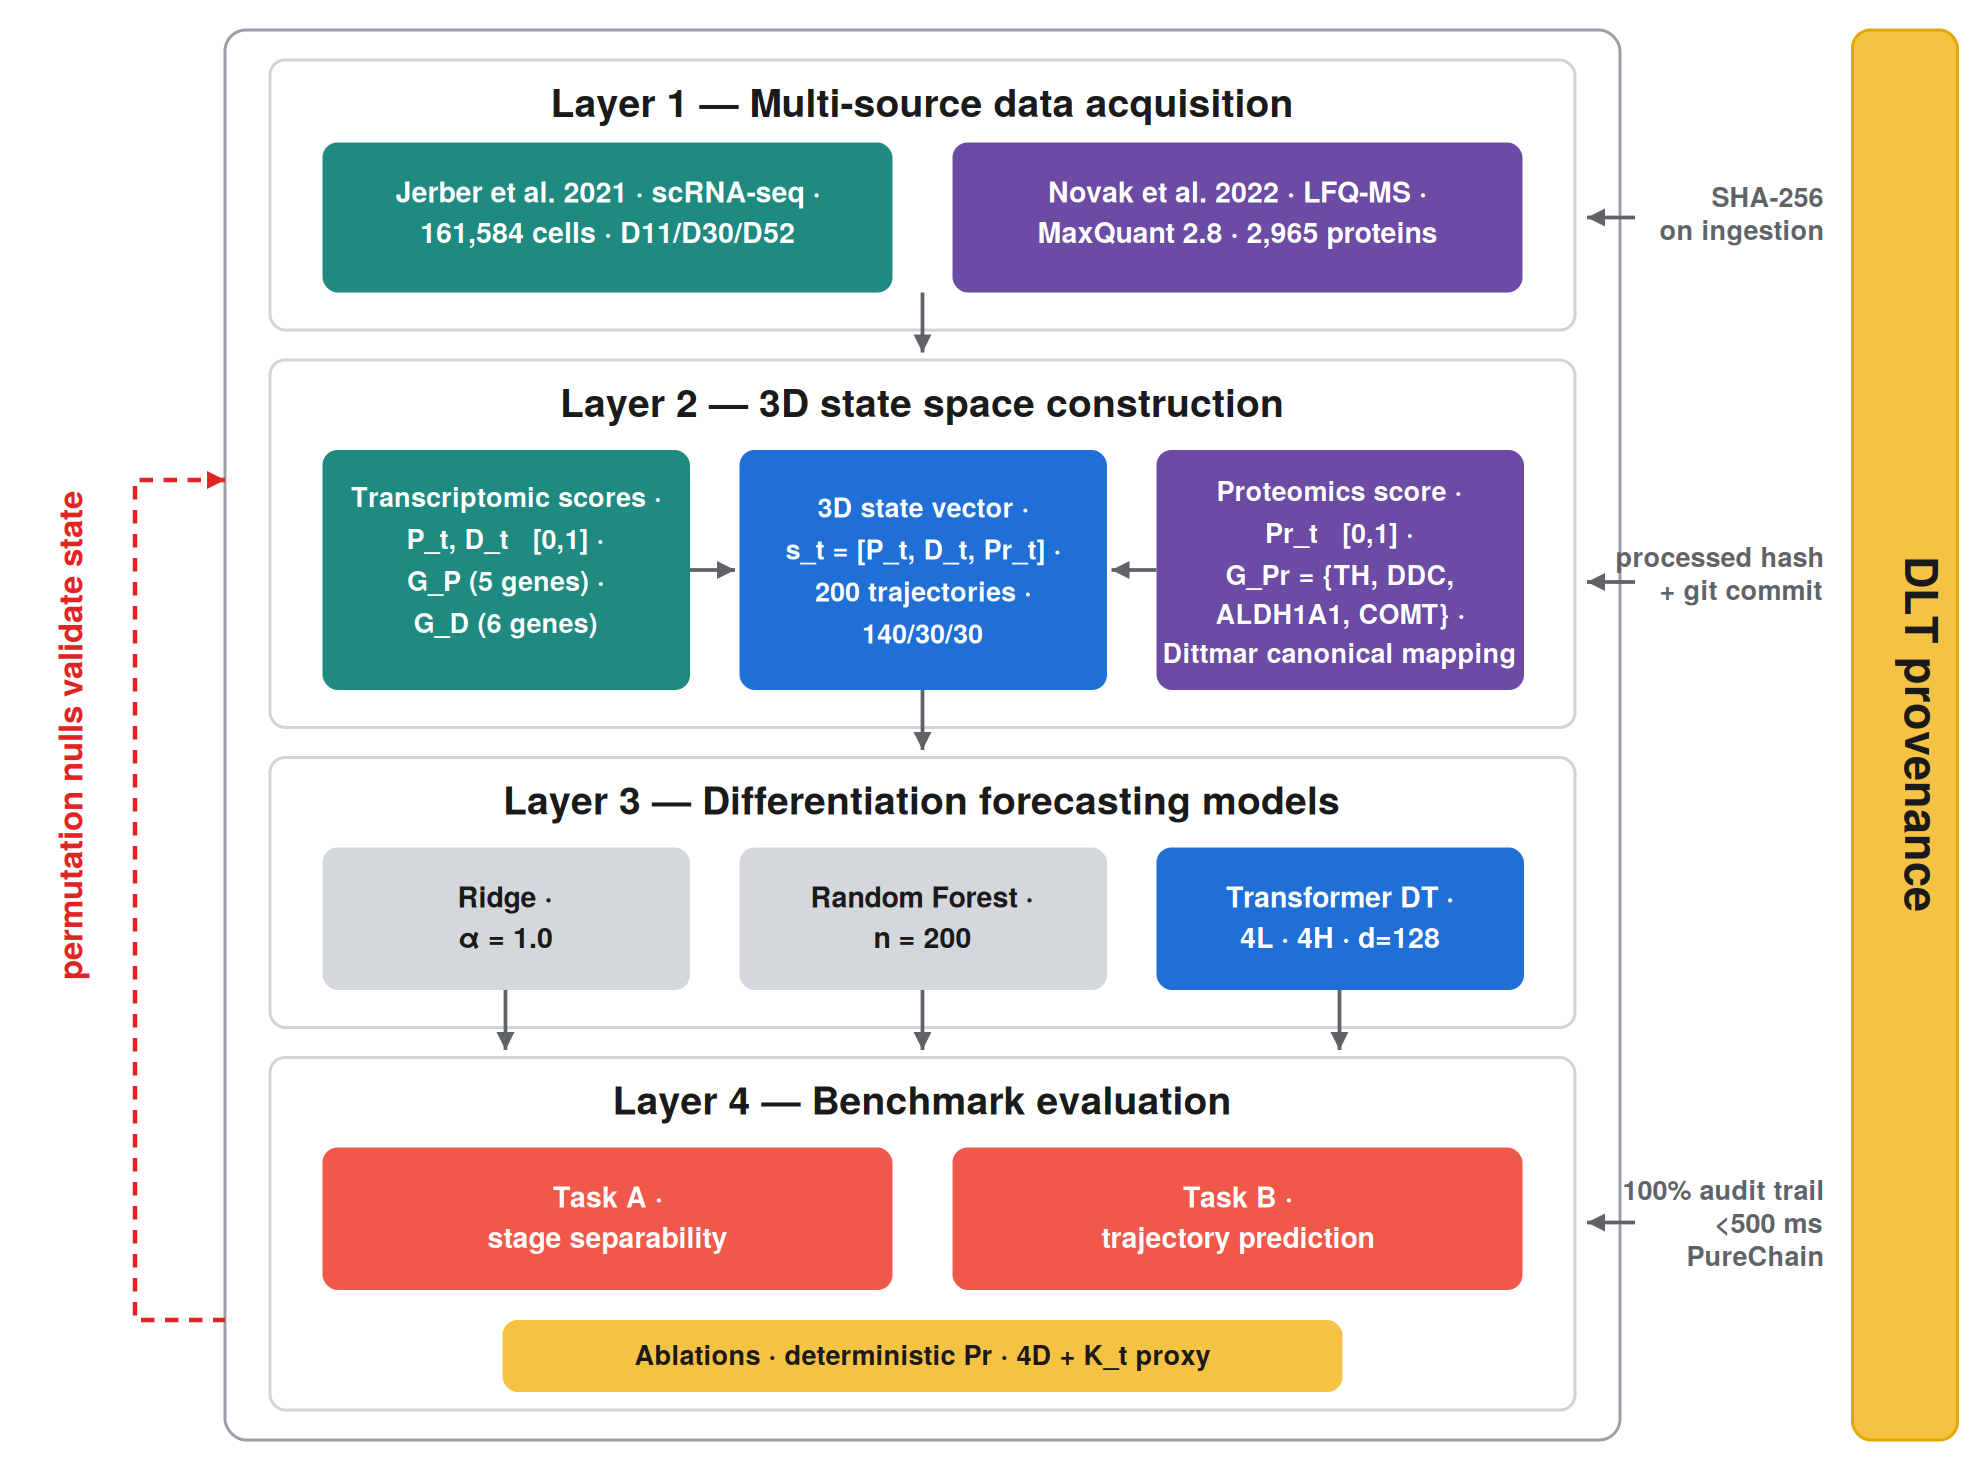 Layer 1 — Multi-source data acquisition
Jerber et al. 2021 · scRNA-seq ·
161,584 cells · D11/D30/D52
Novak et al. 2022 · LFQ-MS ·
MaxQuant 2.8 · 2,965 proteins
SHA-256
on ingestion
Layer 2 — 3D state space construction
Transcriptomic scores ·
P_t, D_t [0,1] ·
G_P (5 genes) ·
G_D (6 genes)
3D state vector ·
s_t = [P_t, D_t, Pr_t] ·
200 trajectories ·
140/30/30
Proteomics score ·
Pr_t [0,1] ·
G_Pr = {TH, DDC,
ALDH1A1, COMT} ·
Dittmar canonical mapping
processed hash
+ git commit
permutation nulls validate state
DLT provenance
Layer 3 — Differentiation forecasting models
Ridge ·
α = 1.0
Random Forest ·
n = 200
Transformer DT ·
4L · 4H · d=128
Layer 4 — Benchmark evaluation
Task A ·
stage separability
Task B ·
trajectory prediction
100% audit trail
<500 ms
PureChain
Ablations · deterministic Pr · 4D + K_t proxy